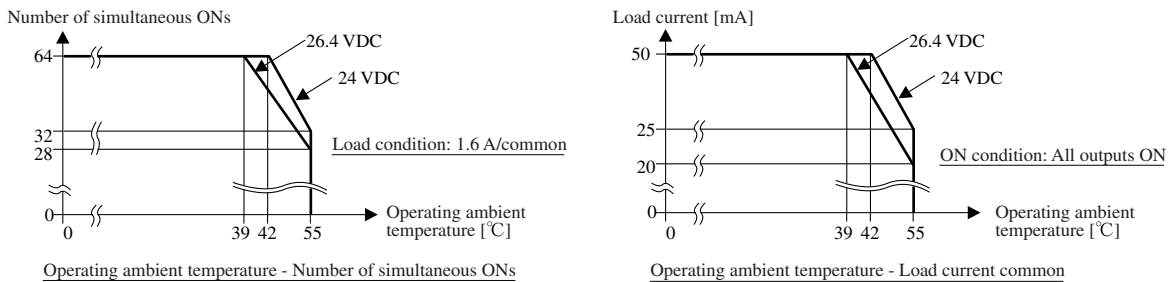 Number of simultaneous ONs
64
32
28
0
0
39
42
55
26.4 VDC
24 VDC
Load condition: 1.6 A/common
Operating ambient
temperature [℃]
Operating ambient temperature - Number of simultaneous ONs
Load current [mA]
50
25
20
0
0
39
42
55
26.4 VDC
24 VDC
ON condition: All outputs ON
Operating ambient
temperature [℃]
Operating ambient temperature - Load current common